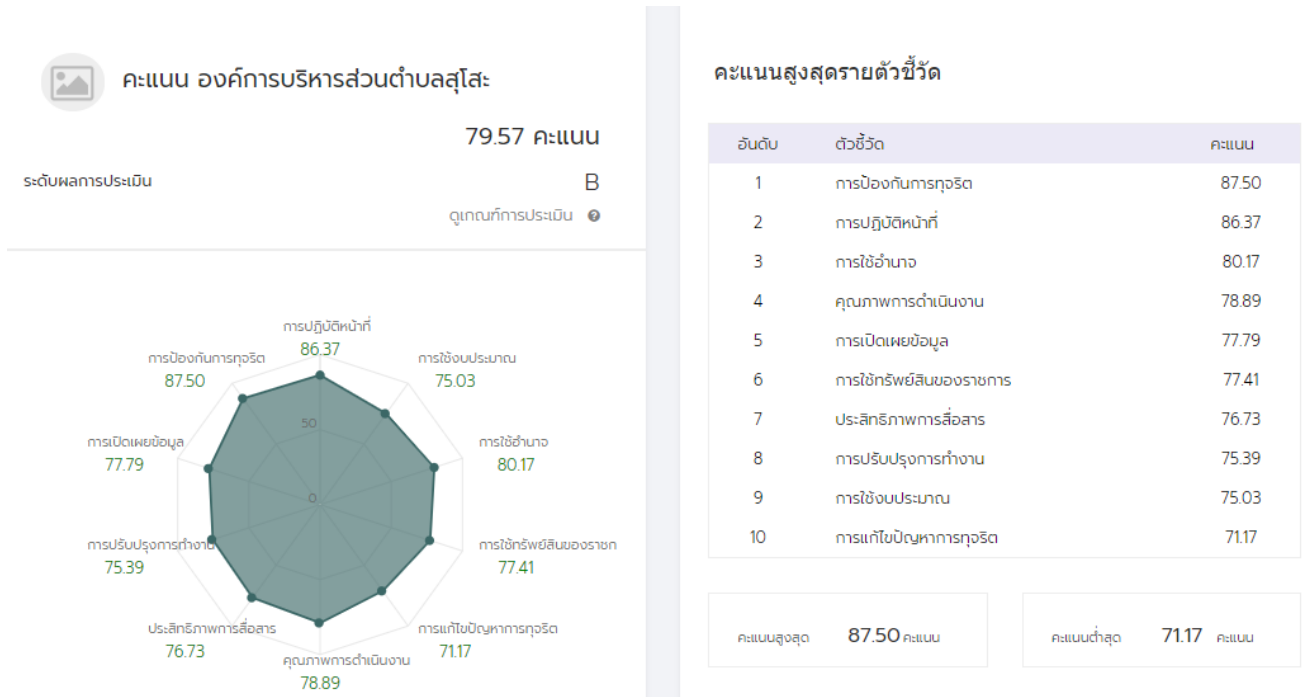 คะแนน องค์การบริหารส่วนตำบลสุโสะ
79.57 คะแนน
ระดับผลการประเมิน B
ดูเกณฑ์การประเมิน
การปฏิบัติหน้าที่
86.37
การป้องกันการทุจริต
87.50
การใช้งบประมาณ
75.03
50
การเปิดเผยข้อมูล
77.79
การใช้อำนาจ
80.17
0
การปรับปรุงการทำงาน
75.39
การใช้ทรัพย์สินของราชก
77.41
ประสิทธิภาพการสื่อสาร
76.73
การแก้ไขปัญหาการทุจริต
71.17
คุณภาพการดำเนินงาน
78.89
คะแนนสูงสุดรายตัวชี้วัด
อันดับ ตัวชี้วัด คะแนน
1 การป้องกันการทุจริต 87.50
2 การปฏิบัติหน้าที่ 86.37
3 การใช้อำนาจ 80.17
4 คุณภาพการดำเนินงาน 78.89
5 การเปิดเผยข้อมูล 77.79
6 การใช้ทรัพย์สินของราชการ 77.41
7 ประสิทธิภาพการสื่อสาร 76.73
8 การปรับปรุงการทำงาน 75.39
9 การใช้งบประมาณ 75.03
10 การแก้ไขปัญหาการทุจริต 71.17
คะแนนสูงสุด 87.50 คะแนน
คะแนนต่ำสุด 71.17 คะแนน